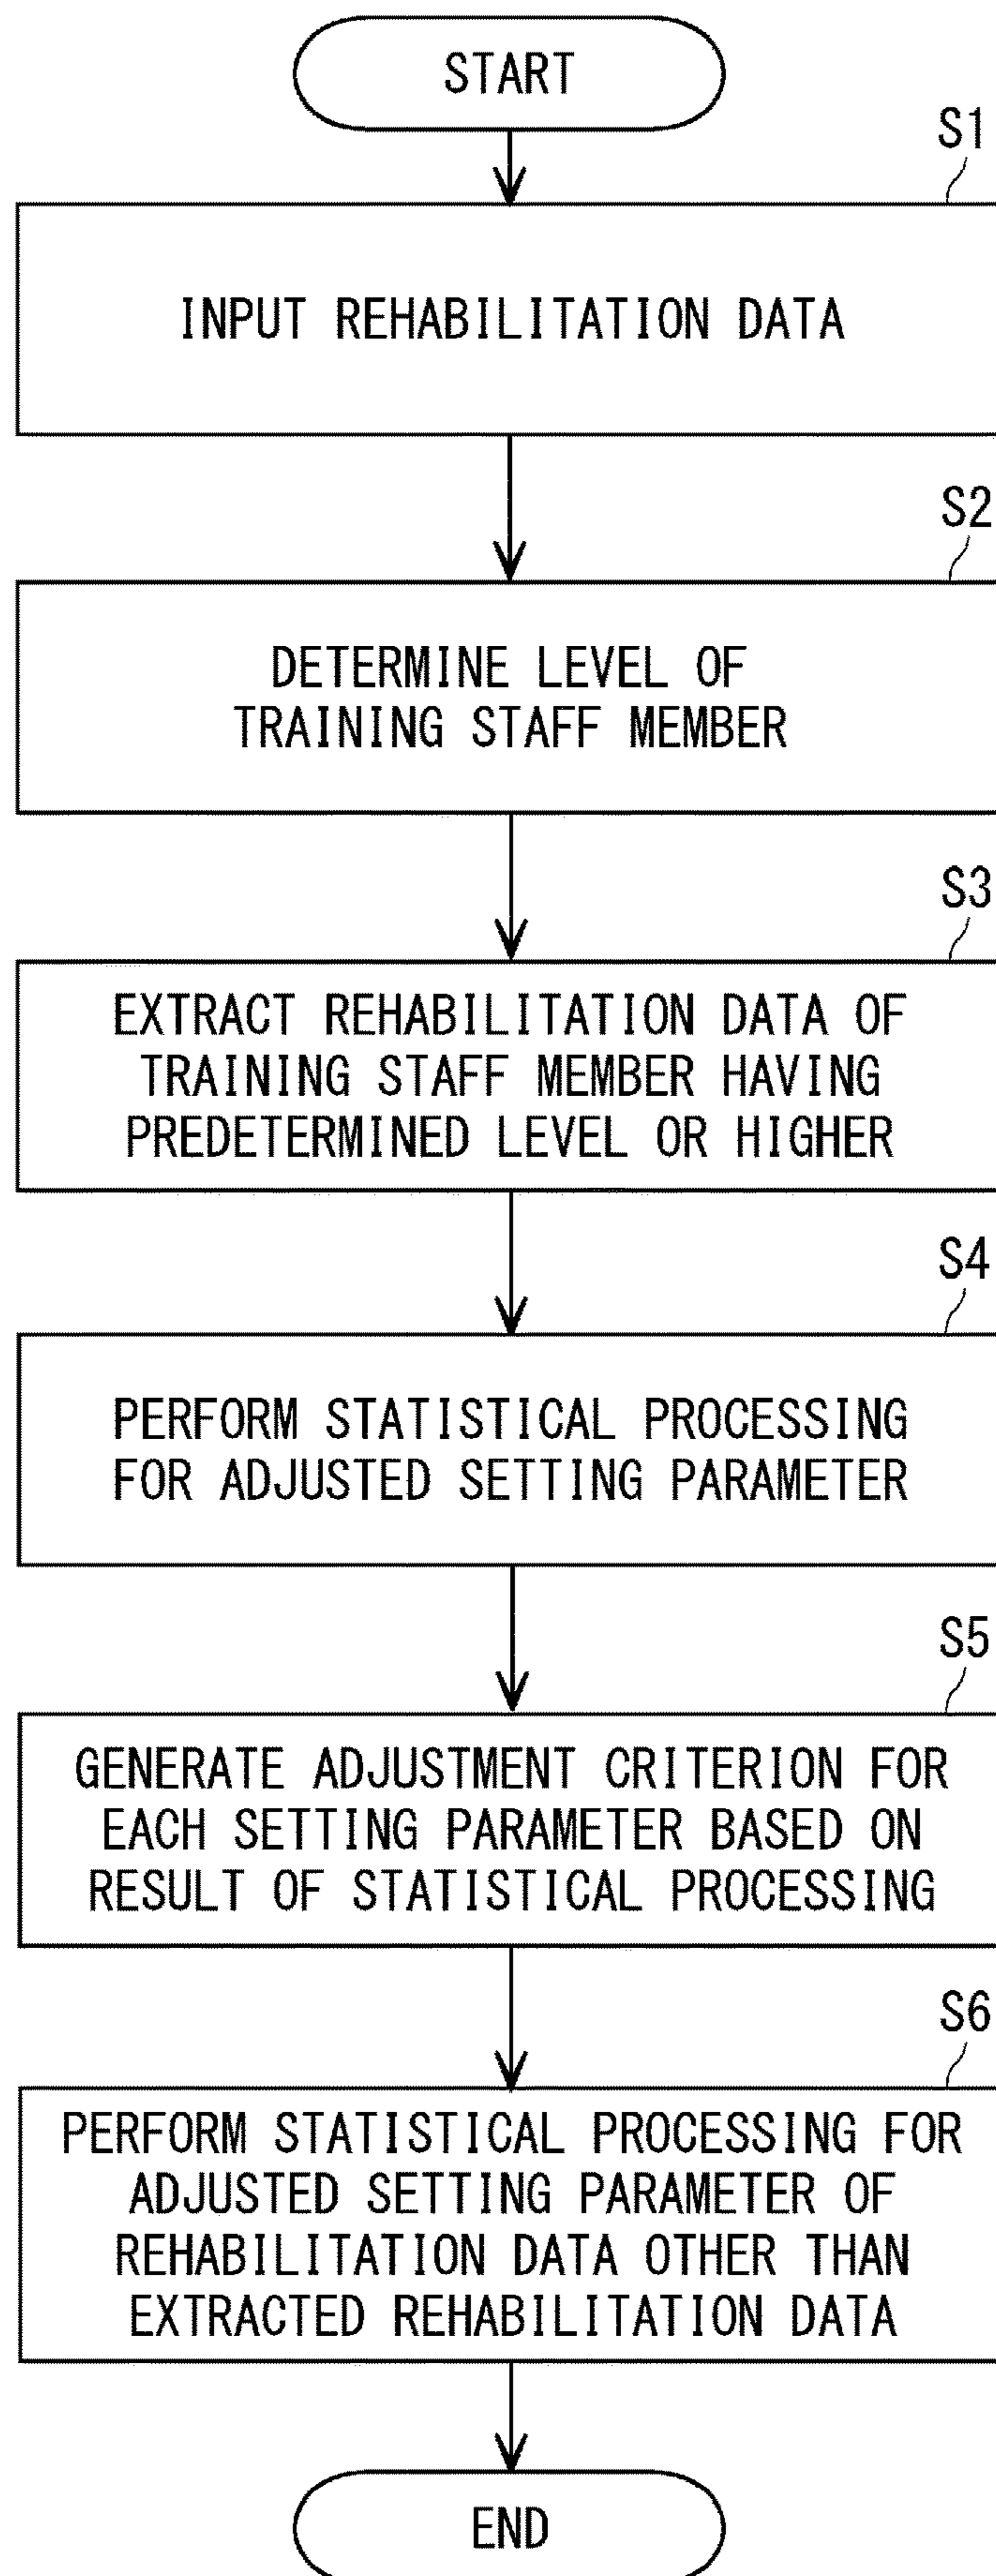 START
S1
INPUT REHABILITATION DATA
S2
DETERMINE LEVEL OF
TRAINING STAFF MEMBER
S3
EXTRACT REHABILITATION DATA OF
TRAINING STAFF MEMBER HAVING
PREDETERMINED LEVEL OR HIGHER
S4
PERFORM STATISTICAL PROCESSING
FOR ADJUSTED SETTING PARAMETER
S5
GENERATE ADJUSTMENT CRITERION FOR
EACH SETTING PARAMETER BASED ON
RESULT OF STATISTICAL PROCESSING
S6
PERFORM STATISTICAL PROCESSING FOR
ADJUSTED SETTING PARAMETER OF
REHABILITATION DATA OTHER THAN
EXTRACTED REHABILITATION DATA
END